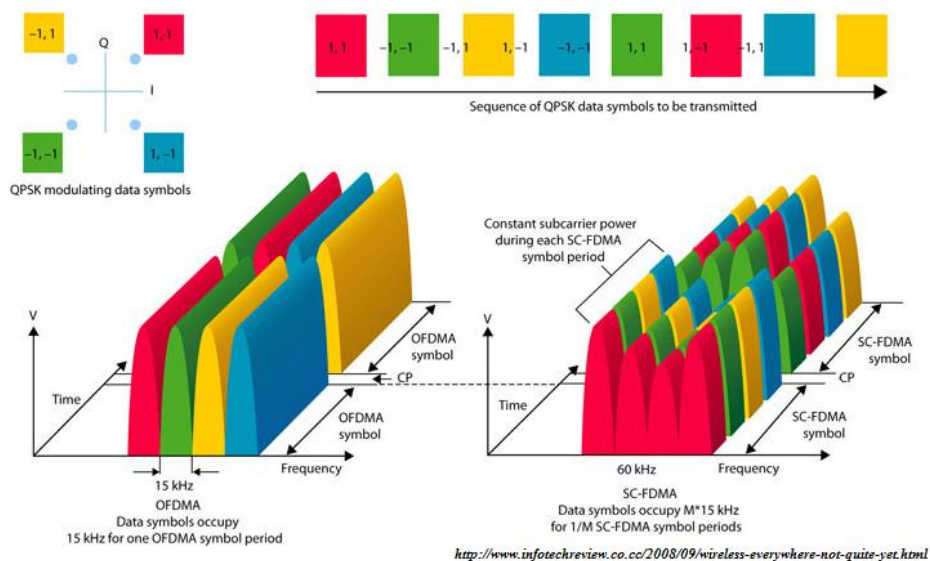 –1, 1
1, 1
Q
I
–1, –1
1, –1
QPSK modulating data symbols
1, 1 –1, –1 –1, 1 1, –1 –1, –1 1, 1 1, –1 –1, 1
Sequence of QPSK data symbols to be transmitted
V
Time
OFDMA
symbol
CP
OFDMA
symbol
Frequency
15 kHz
OFDMA
Data symbols occupy
15 kHz for one OFDMA symbol period
Constant subcarrier power
during each SC-FDMA
symbol period
V
Time
SC-FDMA
symbol
CP
SC-FDMA
symbol
60 kHz
Frequency
SC-FDMA
Data symbols occupy M*15 kHz
for 1/M SC-FDMA symbol periods
http://www.infotechreview.co.cc/2008/09/wireless-everywhere-not-quite-yet.html